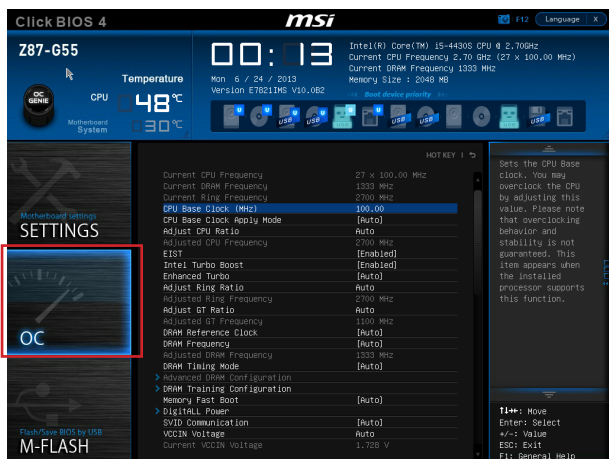 Click BIOS 4
msi
F12
Language
X
Z87-G55
OC
GENIE
Temperature
CPU
48°C
Motherboard
System
30°C
00:13
Mon 6 / 24 / 2013
Version E7821IMS V10.0B2
Intel(R) Core(TM) i5-4430S CPU @ 2.70GHz
Current CPU Frequency 2.70 GHz (27 x 100.00 MHz)
Current DRAM Frequency 1333 MHz
Memory Size : 2048 MB
Boot device priority
USB
USB
USB
USB
Motherboard settings
SETTINGS
OC
Flash/Save BIOS by USB
M-FLASH
HOT KEY
Current CPU Frequency 27 x 100.00 MHz
Current DRAM Frequency 1333 MHz
Current Ring Frequency 2700 MHz
CPU Base Clock (MHz) 100.00
CPU Base Clock Apply Mode [Auto]
Adjust CPU Ratio Auto
Adjusted CPU Frequency 2700 MHz
EIST [Enabled]
Intel Turbo Boost [Enabled]
Enhanced Turbo [Auto]
Adjust Ring Ratio Auto
Adjusted Ring Frequency 2700 MHz
Adjust GT Ratio Auto
Adjusted GT Frequency 1100 MHz
DRAM Reference Clock [Auto]
DRAM Frequency [Auto]
Adjusted DRAM Frequency 1333 MHz
DRAM Timing Mode [Auto]
> Advanced DRAM Configuration
> DRAM Training Configuration
Memory Fast Boot [Auto]
> DigitALL Power
SVID Communication [Auto]
VCCIN Voltage Auto
Current VCCIN Voltage 1.728 V
Sets the CPU Base
clock. You may
overclock the CPU
by adjusting this
value. Please note
that overclocking
behavior and
stability is not
guaranteed. This
item appears when
the installed
processor supports
this function.
↑↓←→: Move
Enter: Select
+/-: Value
ESC: Exit
F1: General Help